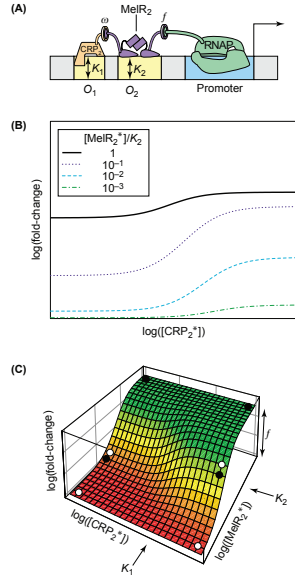 (A)
ω
MelR₂
f
CRP₂
RNAP
K₁
K₂
O₁
O₂
Promoter
(B)
[MelR₂*]/K₂
1
10⁻¹
10⁻²
10⁻³
log(fold-change)
log([CRP₂*])
(C)
log(fold-change)
f
log([CRP₂*])
log([MelR₂*])
K₁
K₂